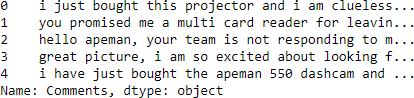 0 i just bought this projector and i am clueless...
1 you promised me a multi card reader for leavin...
2 hello apeman, your team is not responding to m...
3 great picture, i am so excited about looking f...
4 i have just bought the apeman 550 dashcam and ...
Name: Comments, dtype: object